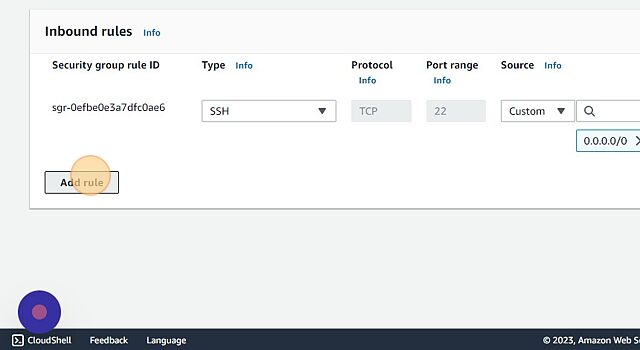 Inbound rules Info
Security group rule ID Type Info Protocol Info Port range Info Source Info
sgr-0efbe0e3a7dfc0ae6 SSH TCP 22 Custom
0.0.0.0/0
Add rule
CloudShell Feedback Language © 2023, Amazon Web